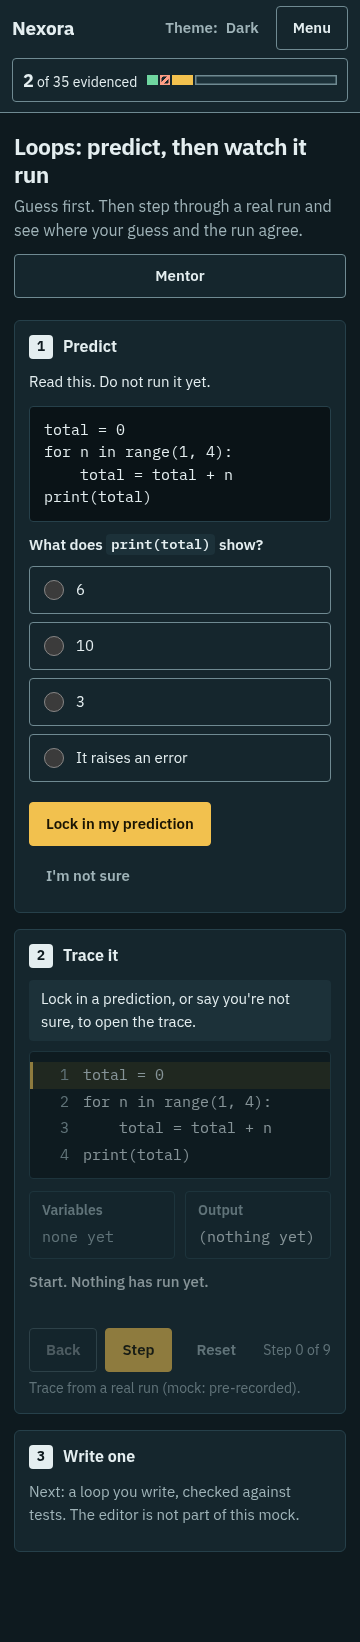 Nexora
Theme: Dark
Menu
2 of 35 evidenced
Loops: predict, then watch it
run
Guess first. Then step through a real run and
see where your guess and the run agree.
Mentor
1 Predict
Read this. Do not run it yet.
total = 0
for n in range(1, 4):
    total = total + n
print(total)
What does print(total) show?
6
10
3
It raises an error
Lock in my prediction
I'm not sure
2 Trace it
Lock in a prediction, or say you're not
sure, to open the trace.
1 total = 0
2 for n in range(1, 4):
3     total = total + n
4 print(total)
Variables
none yet
Output
(nothing yet)
Start. Nothing has run yet.
Back Step Reset Step 0 of 9
Trace from a real run (mock: pre-recorded).
3 Write one
Next: a loop you write, checked against
tests. The editor is not part of this mock.